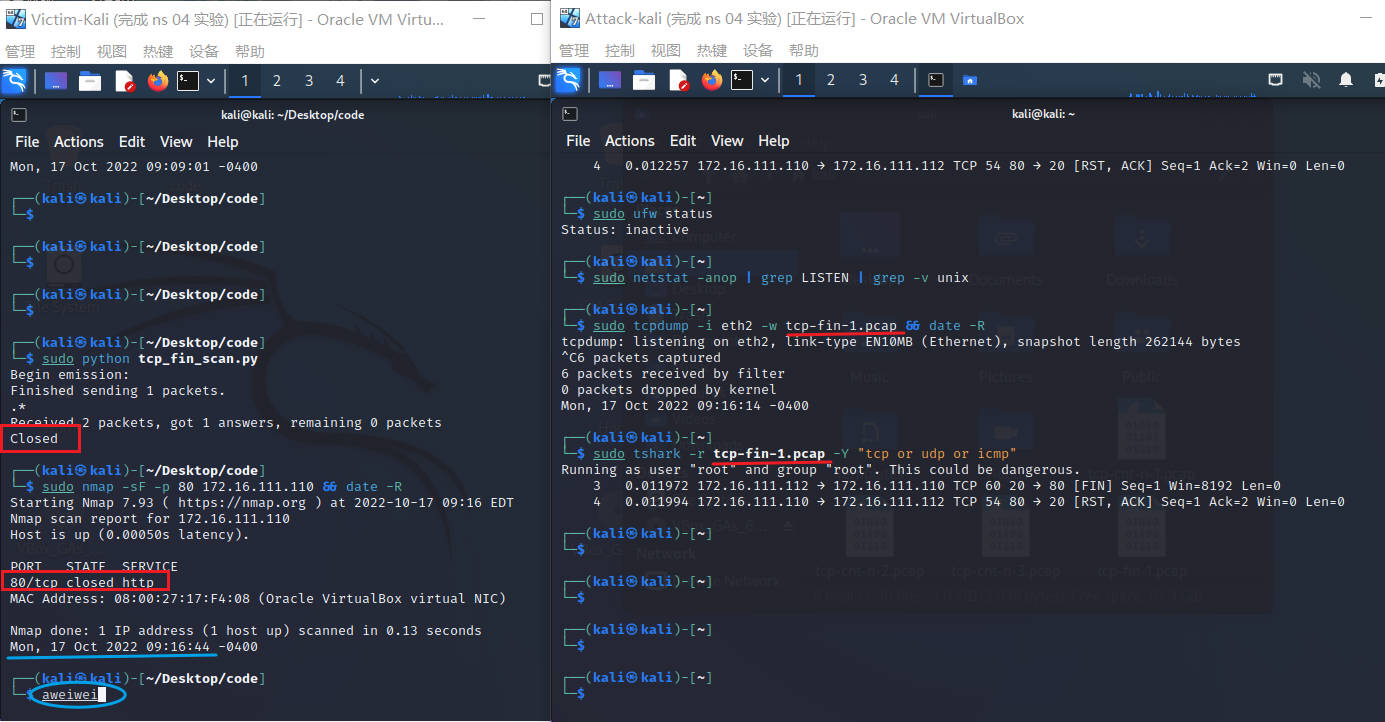 Victim-Kali (完成 ns 04 实验) [正在运行] - Oracle VM Virtu...
管理 控制 视图 热键 设备 帮助
1 2 3 4
kali@kali: ~/Desktop/code
File Actions Edit View Help
Mon, 17 Oct 2022 09:09:01 -0400
┌──(kali㉿kali)-[~/Desktop/code]
└─$
┌──(kali㉿kali)-[~/Desktop/code]
└─$
┌──(kali㉿kali)-[~/Desktop/code]
└─$
┌──(kali㉿kali)-[~/Desktop/code]
└─$ sudo python tcp_fin_scan.py
Begin emission:
Finished sending 1 packets.
.*
Received 2 packets, got 1 answers, remaining 0 packets
Closed
┌──(kali㉿kali)-[~/Desktop/code]
└─$ sudo nmap -sF -p 80 172.16.111.110 && date -R
Starting Nmap 7.93 ( https://nmap.org ) at 2022-10-17 09:16 EDT
Nmap scan report for 172.16.111.110
Host is up (0.00050s latency).
PORT STATE SERVICE
80/tcp closed http
MAC Address: 08:00:27:17:F4:08 (Oracle VirtualBox virtual NIC)
Nmap done: 1 IP address (1 host up) scanned in 0.13 seconds
Mon, 17 Oct 2022 09:16:44 -0400
┌──(kali㉿kali)-[~/Desktop/code]
└─$ aweiwei
Attack-kali (完成 ns 04 实验) [正在运行] - Oracle VM VirtualBox
管理 控制 视图 热键 设备 帮助
1 2 3 4
kali@kali: ~
File Actions Edit View Help
4 0.012257 172.16.111.110 → 172.16.111.112 TCP 54 80 → 20 [RST, ACK] Seq=1 Ack=2 Win=0 Len=0
┌──(kali㉿kali)-[~]
└─$ sudo ufw status
Status: inactive
┌──(kali㉿kali)-[~]
└─$ sudo netstat -anop | grep LISTEN | grep -v unix
┌──(kali㉿kali)-[~]
└─$ sudo tcpdump -i eth2 -w tcp-fin-1.pcap && date -R
tcpdump: listening on eth2, link-type EN10MB (Ethernet), snapshot length 262144 bytes
^C6 packets captured
6 packets received by filter
0 packets dropped by kernel
Mon, 17 Oct 2022 09:16:14 -0400
┌──(kali㉿kali)-[~]
└─$ sudo tshark -r tcp-fin-1.pcap -Y "tcp or udp or icmp"
Running as user "root" and group "root". This could be dangerous.
3 0.011972 172.16.111.112 → 172.16.111.110 TCP 60 20 → 80 [FIN] Seq=1 Win=8192 Len=0
4 0.011994 172.16.111.110 → 172.16.111.112 TCP 54 80 → 20 [RST, ACK] Seq=1 Ack=2 Win=0 Len=0
┌──(kali㉿kali)-[~]
└─$
┌──(kali㉿kali)-[~]
└─$
┌──(kali㉿kali)-[~]
└─$
┌──(kali㉿kali)-[~]
└─$